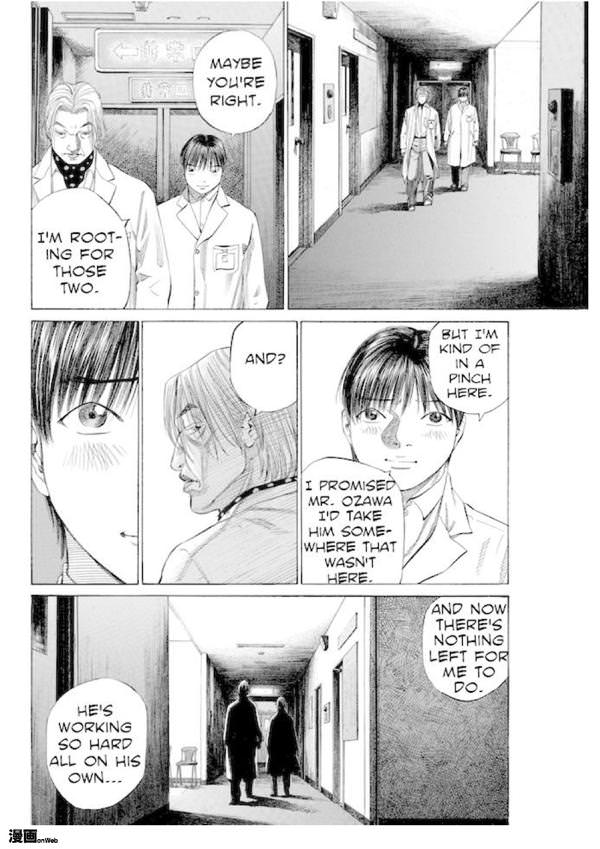 MAYBE
YOU'RE
RIGHT.
I'M ROOT-
ING FOR
THOSE
TWO.
BUT I'M
KIND OF
IN A
PINCH
HERE.
I PROMISED
MR. OZAWA
I'D TAKE
HIM SOME-
WHERE THAT
WASN'T
HERE.
AND?
AND NOW
THERE'S
NOTHING
LEFT FOR
ME TO
DO.
HE'S
WORKING
SO HARD
ALL ON HIS
OWN...
漫画onWeb